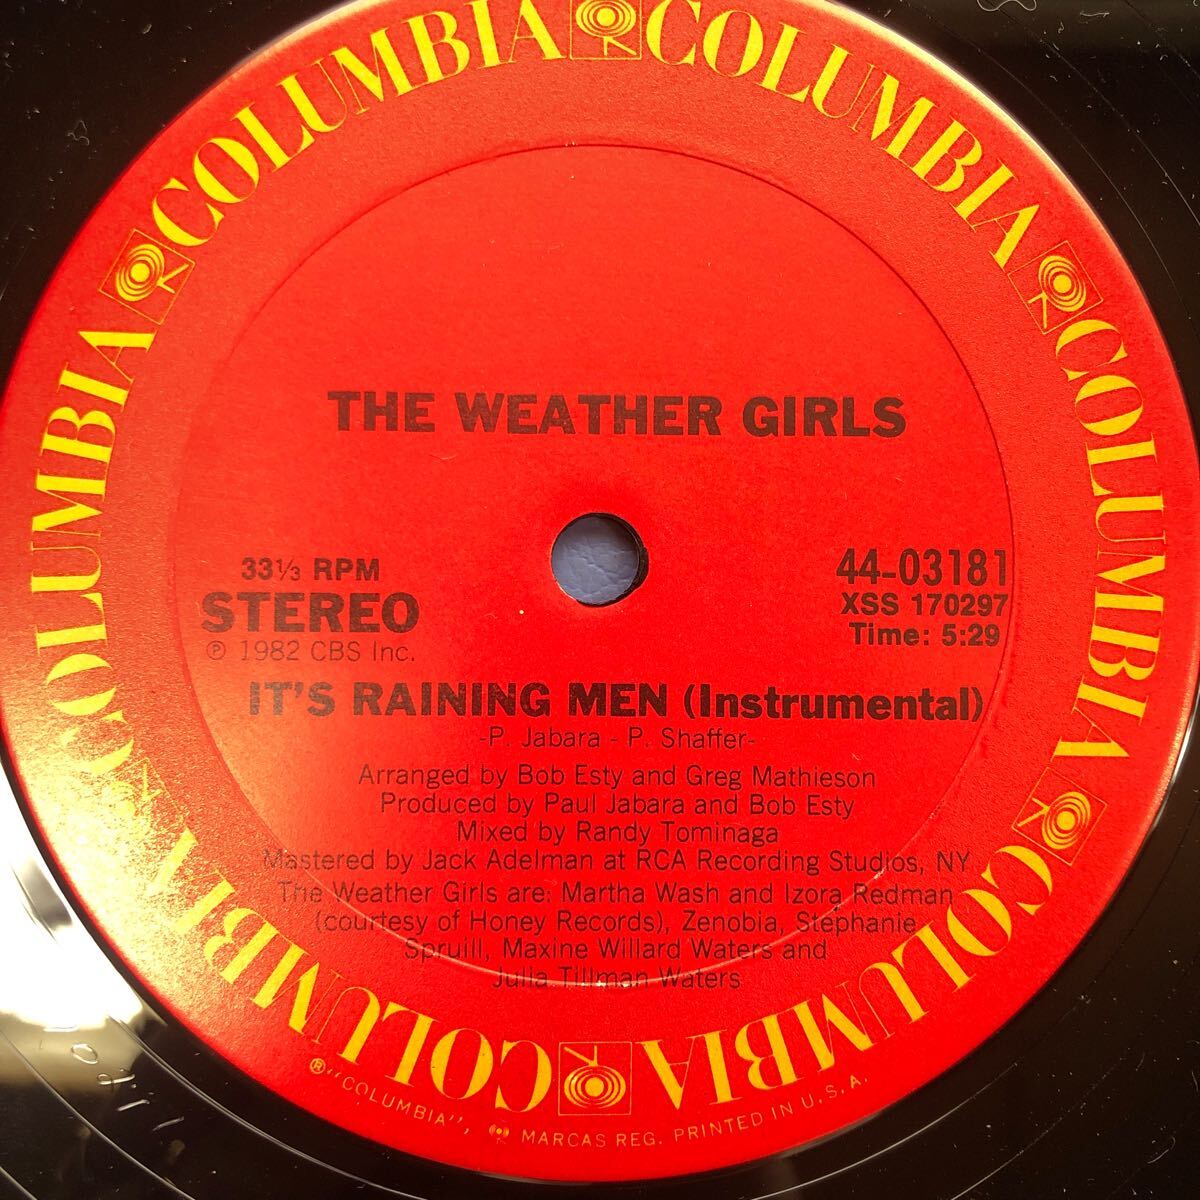 COLUMBIA COLUMBIA COLUMBIA COLUMBIA COLUMBIA COLUMBIA COLUMBIA COLUMBIA
THE WEATHER GIRLS
33⅓ RPM
STEREO
℗ 1982 CBS Inc.
44-03181
XSS 170297
Time: 5:29
IT'S RAINING MEN (Instrumental)
-P. Jabara - P. Shaffer-
Arranged by Bob Esty and Greg Mathieson
Produced by Paul Jabara and Bob Esty
Mixed by Randy Tominaga
Mastered by Jack Adelman at RCA Recording Studios, NY
The Weather Girls are: Martha Wash and Izora Redman
(courtesy of Honey Records), Zenobia, Stephanie
Spruill, Maxine Willard Waters and
Julia Tillman Waters
® "COLUMBIA", MARCAS REG. PRINTED IN U.S.A.